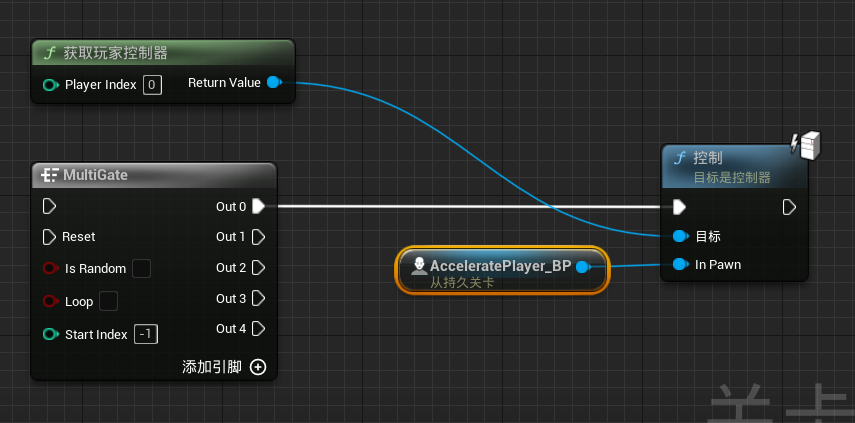 获取玩家控制器
Player Index 0 Return Value
MultiGate
Out 0
Reset Out 1
Is Random Out 2
Loop Out 3
Start Index -1 Out 4
添加引脚
AcceleratPlayer_BP
从持久关卡
控制
目标是控制器
目标
In Pawn
关卡